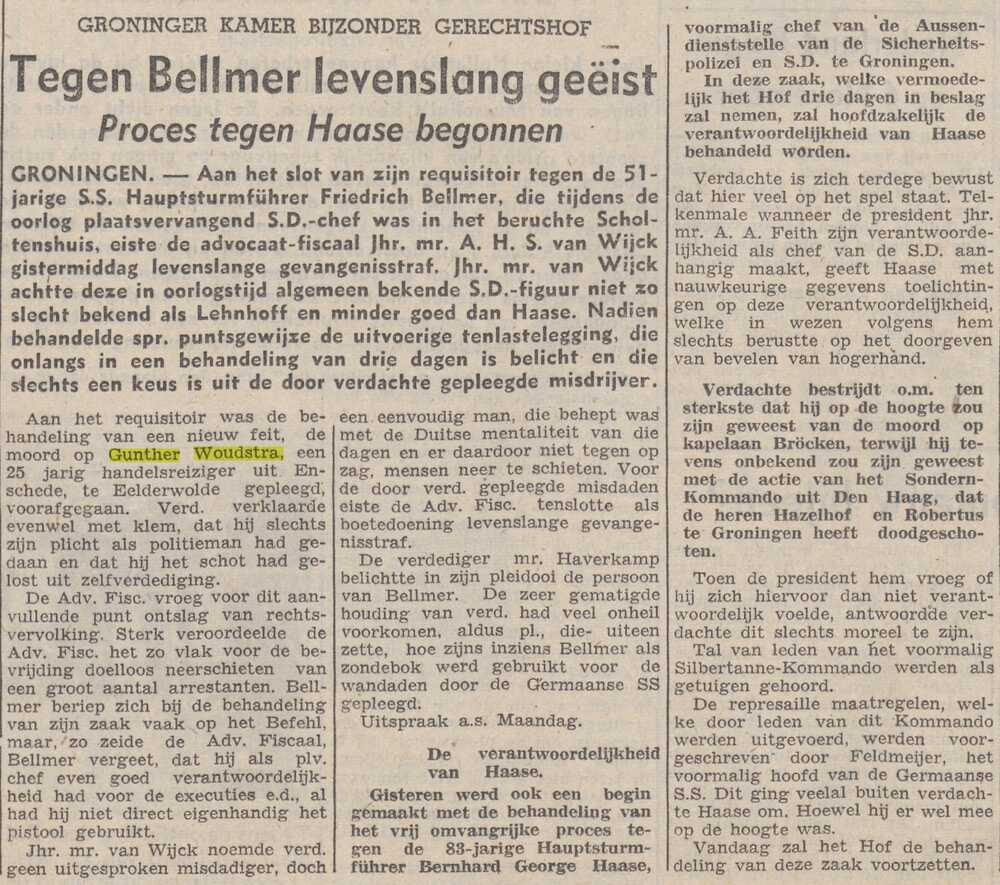 GRONINGER KAMER BIJZONDER GERECHTSHOF
Tegen Bellmer levenslang geëist
Proces tegen Haase begonnen
GRONINGEN. — Aan het slot van zijn requisitoir tegen de 51-
jarige S.S. Hauptsturmführer Friedrich Bellmer, die tijdens de
oorlog plaatsvervangend S.D.-chef was in het beruchte Schol-
tenshuis, eiste de advocaat-fiscaal Jhr. mr. A. H. S. van Wijck
gistermiddag levenslange gevangenisstraf. Jhr. mr. van Wijck
achtte deze in oorlogstijd algemeen bekende S.D.-figuur niet zo
slecht bekend als Lehnhoff en minder goed dan Haase. Nadien
behandelde spr. puntsgewijze de uitvoerige tenlastelegging, die
onlangs in een behandeling van drie dagen is belicht en die
slechts een keus is uit de door verdachte gepleegde misdrijver.
Aan het requisitoir was de be-
handeling van een nieuw feit, de
moord op Gunther Woudstra, een
25 jarig handelsreiziger uit En-
schede, te Eelderwolde gepleegd,
voorafgegaan. Verd. verklaarde
evenwel met klem, dat hij slechts
zijn plicht als politieman had ge-
daan en dat hij het schot had ge-
lost uit zelfverdediging.
De Adv. Fisc. vroeg voor dit aan-
vullende punt ontslag van rechts-
vervolking. Sterk veroordeelde de
Adv. Fisc. het zo vlak voor de be-
vrijding doelloos neerschieten van
een groot aantal arrestanten. Bell-
mer beriep zich bij de behandeling
van zijn zaak vaak op het Befehl,
maar, zo zeide de Adv. Fiscaal,
Bellmer vergeet, dat hij als plv.
chef even goed verantwoordelijk-
heid had voor de executies e.d., al
had hij niet direct eigenhandig het
pistool gebruikt.
Jhr. mr. van Wijck noemde verd.
geen uitgesproken misdadiger, doch
een eenvoudig man, die behept was
met de Duitse mentaliteit van die
dagen en er daardoor niet tegen op
zag, mensen neer te schieten. Voor
de door verd. gepleegde misdaden
eiste de Adv. Fisc. tenslotte als
boetedoening levenslange gevange-
nisstraf.
De verdediger mr. Haverkamp
belichtte in zijn pleidooi de persoon
van Bellmer. De zeer gematigde
houding van verd. had veel onheil
voorkomen, aldus pl., die- uiteen
zette, hoe zijns inziens Bellmer als
zondebok werd gebruikt voor de
wandaden door de Germaanse SS
gepleegd.
Uitspraak a.s. Maandag.
De verantwoordelijkheid
van Haase.
Gisteren werd ook een begin
gemaakt met de behandeling van
het vrij omvangrijke proces te-
gen de 83-jarige Hauptsturm-
führer Bernhard George Haase,
voormalig chef van de Aussen-
dienststelle van de Sicherheits-
polizei en S.D. te Groningen.
In deze zaak, welke vermoede-
lijk het Hof drie dagen in beslag
zal nemen, zal hoofdzakelijk de
verantwoordelijkheid van Haase
behandeld worden.
Verdachte is zich terdege bewust
dat hier veel op het spel staat. Tel-
kenmale wanneer de president jhr.
mr. A. A. Feith zijn verantwoorde-
lijkheid als chef van de S.D. aan-
hangig maakt, geeft Haase met
nauwkeurige gegevens toelichtin-
gen op deze verantwoordelijkheid,
welke in wezen volgens hem
slechts berustte op het doorgeven
van bevelen van hogerhand.
Verdachte bestrijdt o.m. ten
sterkste dat hij op de hoogte zou
zijn geweest van de moord op
kapelaan Bröcken, terwijl hij te-
vens onbekend zou zijn geweest
met de actie van het Sondern-
Kommando uit Den Haag, dat
de heren Hazelhof en Robertus
te Groningen heeft doodgescho-
ten.
Toen de president hem vroeg of
hij zich hiervoor dan niet verant-
woordelijk voelde, antwoordde ver-
dachte dit slechts moreel te zijn.
Tal van leden van het voormalig
Silbertanne-Kommando werden als
getuigen gehoord.
De represaille maatregelen, wel-
ke door leden van dit Kommando
werden uitgevoerd, werden voor-
geschreven door Feldmeijer, het
voormalig hoofd van de Germaanse
S.S. Dit ging veelal buiten verdach-
te Haase om. Hoewel hij er wel mee
op de hoogte was.
Vandaag zal het Hof de behan-
deling van deze zaak voortzetten.